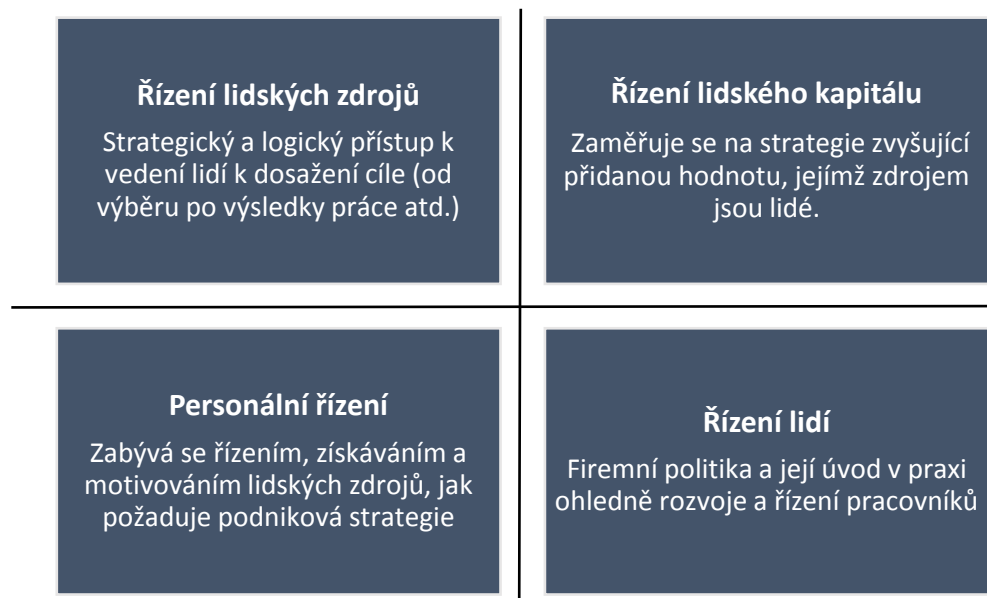 Řízení lidských zdrojů
Strategický a logický přístup k
vedení lidí k dosažení cíle (od
výběru po výsledky práce atd.)
Řízení lidského kapitálu
Zaměřuje se na strategie zvyšující
přidanou hodnotu, jejímž zdrojem
jsou lidé.
Personální řízení
Zabývá se řízením, získáváním a
motivováním lidských zdrojů, jak
požaduje podniková strategie
Řízení lidí
Firemní politika a její úvod v praxi
ohledně rozvoje a řízení pracovníků